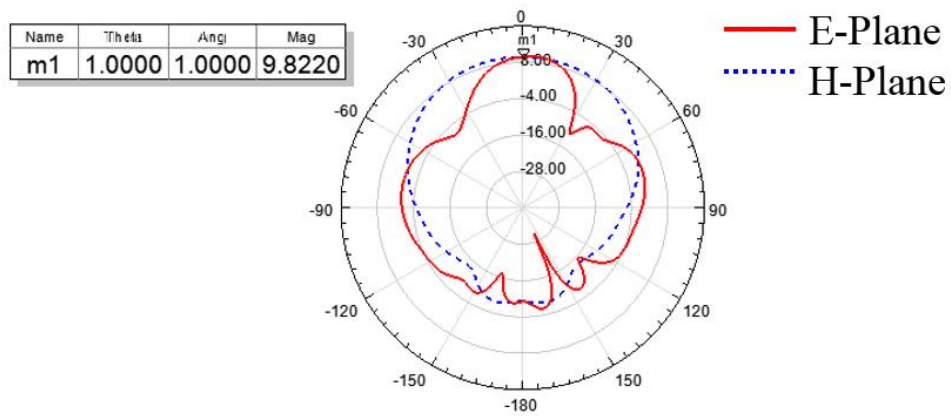 Name Theta Ang Mag
m1 1.0000 1.0000 9.8220
E-Plane
H-Plane
0
-30 30
m1
8.00
-60 -4.00 60
-16.00
-28.00
-90 90
-120 120
-150 150
-180